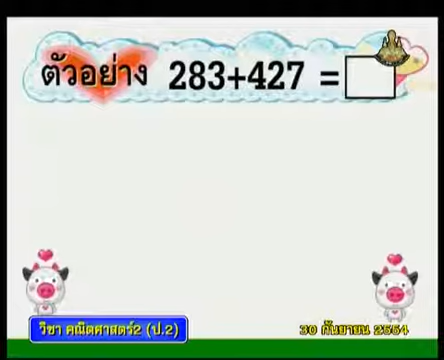 ตัวอย่าง 283+427 =
วิชา คณิตศาสตร์2 (ป.2)
30 กันยายน 2554